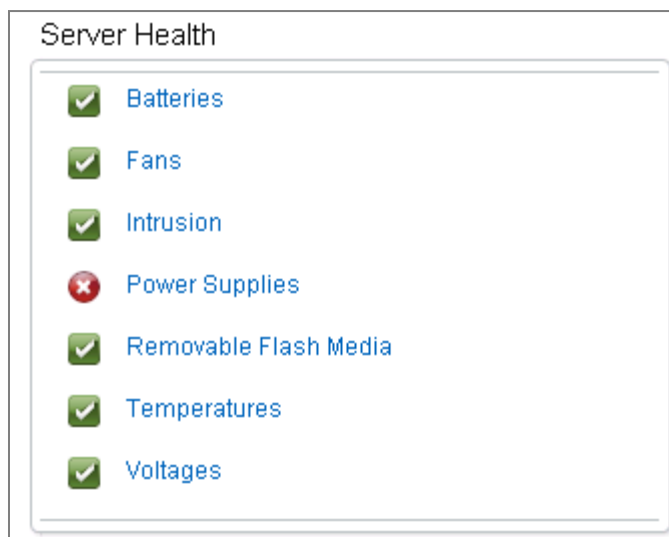 Server Health
Batteries
Fans
Intrusion
Power Supplies
Removable Flash Media
Temperatures
Voltages